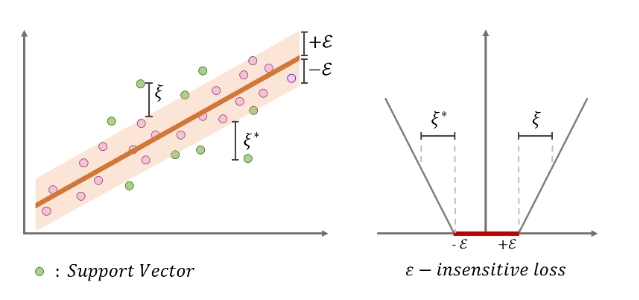 +ε
−ε
ξ
ξ*
ξ* ξ
- ε +ε
: Support Vector
ε − insensitive loss